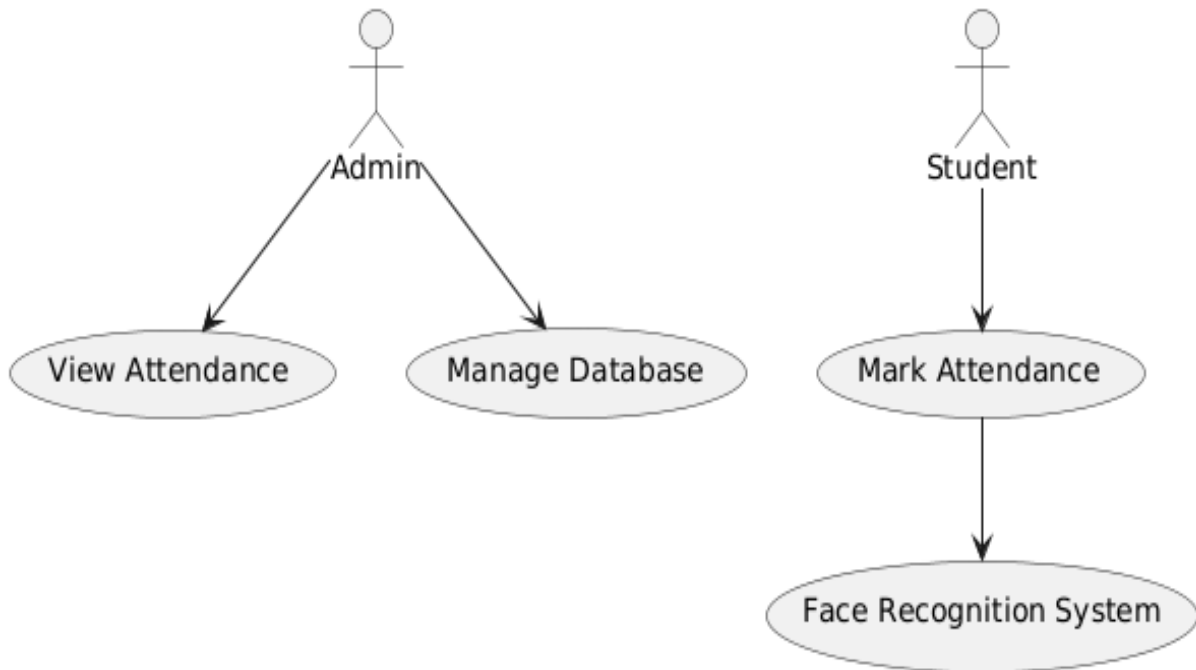 Admin
Student
View Attendance
Manage Database
Mark Attendance
Face Recognition System